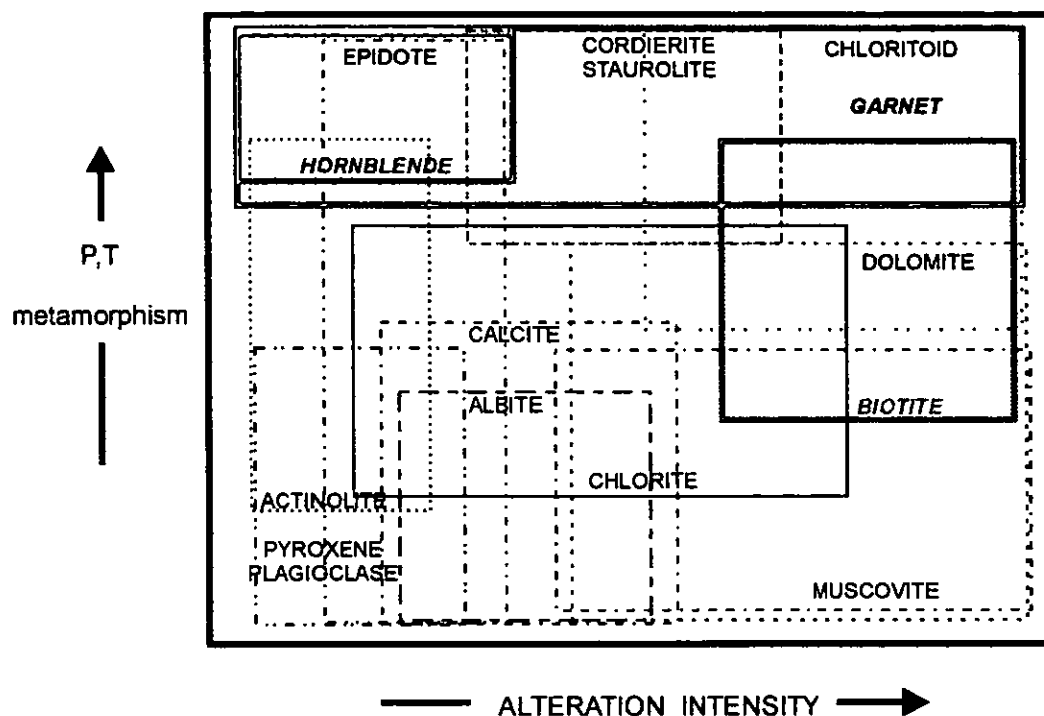 EPIDOTE
CORDIERITE
STAUROLITE
CHLORITOID
GARNET
HORNBLENDE
P,T
metamorphism
DOLOMITE
CALCITE
ALBITE
BIOTITE
CHLORITE
ACTINOLITE
PYROXENE
PLAGIOCLASE
MUSCOVITE
ALTERATION INTENSITY